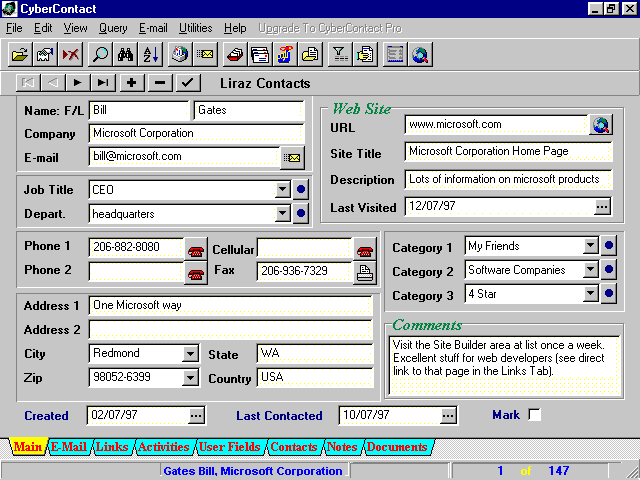 CyberContact
File Edit View Query E-mail Utilities Help Upgrade To CyberContact Pro
Liraz Contacts
Name: F/L Bill Gates
Company Microsoft Corporation
E-mail bill@microsoft.com
Web Site
URL www.microsoft.com
Site Title Microsoft Corporation Home Page
Description Lots of information on microsoft products
Last Visited 12/07/97
Job Title CEO
Depart. headquarters
Phone 1 206-882-8080 Cellular
Phone 2 Fax 206-936-7329
Category 1 My Friends
Category 2 Software Companies
Category 3 4 Star
Address 1 One Microsoft way
Address 2
City Redmond State WA
Zip 98052-6399 Country USA
Comments
Visit the Site Builder area at list once a week.
Excellent stuff for web developers (see direct
link to that page in the Links Tab).
Created 02/07/97 Last Contacted 10/07/97 Mark
Main E-Mail Links Activities User Fields Contacts Notes Documents
Gates Bill, Microsoft Corporation 1 of 147